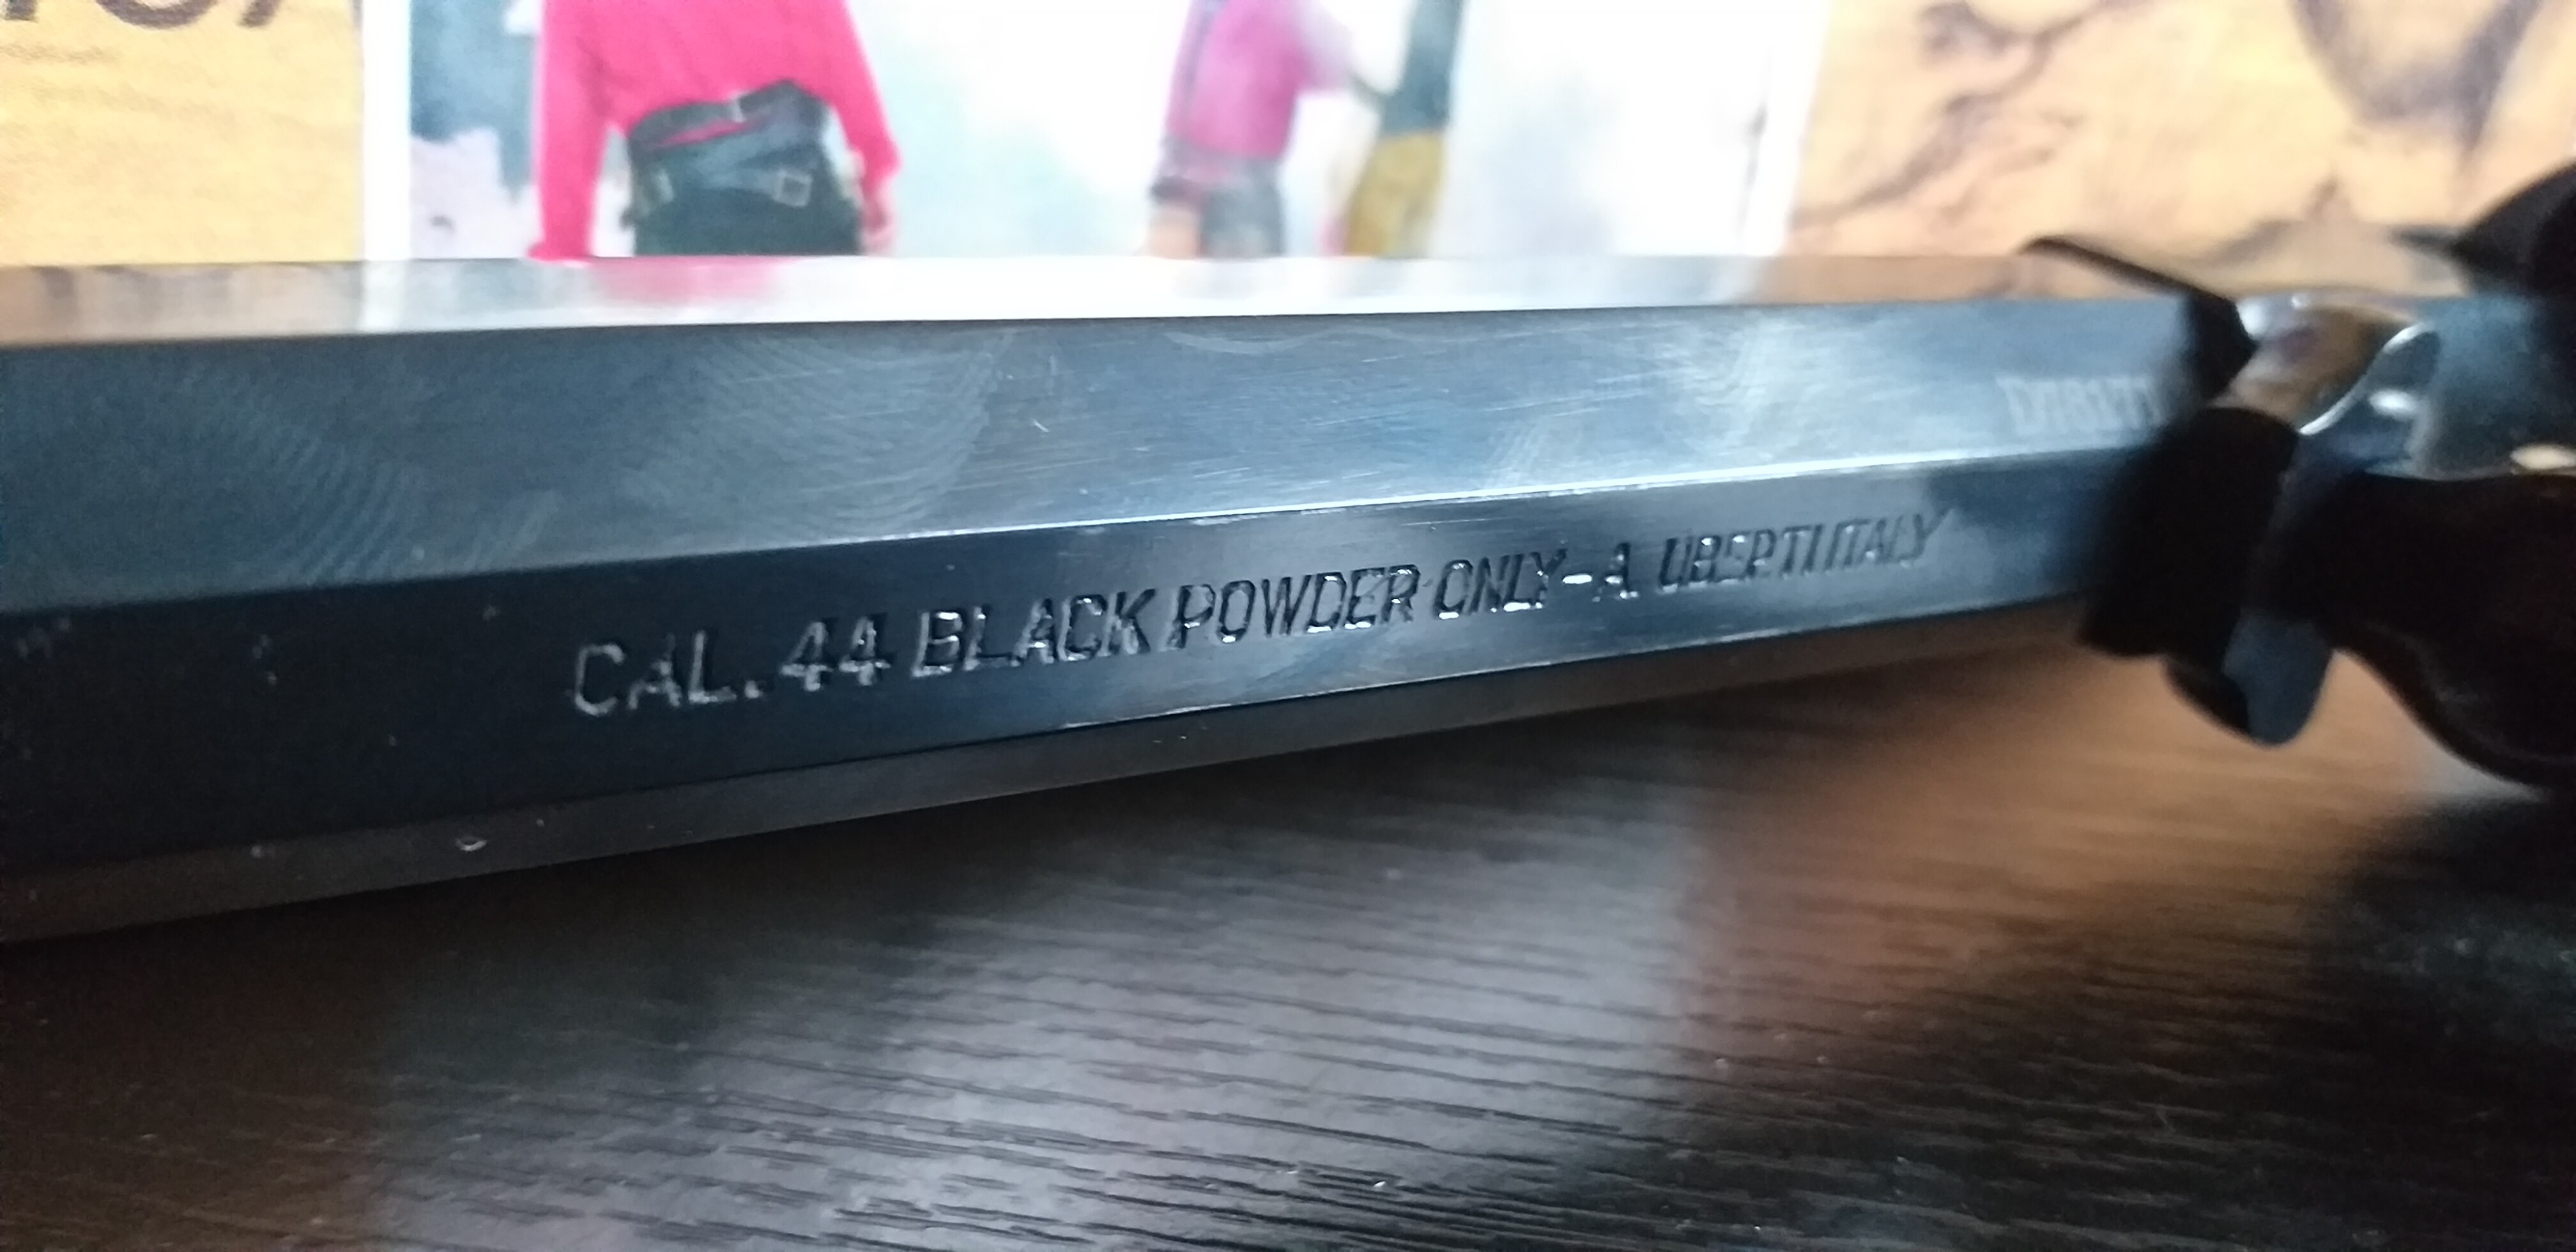 CAL.44 BLACK POWDER ONLY-A. UBERTI ITALY